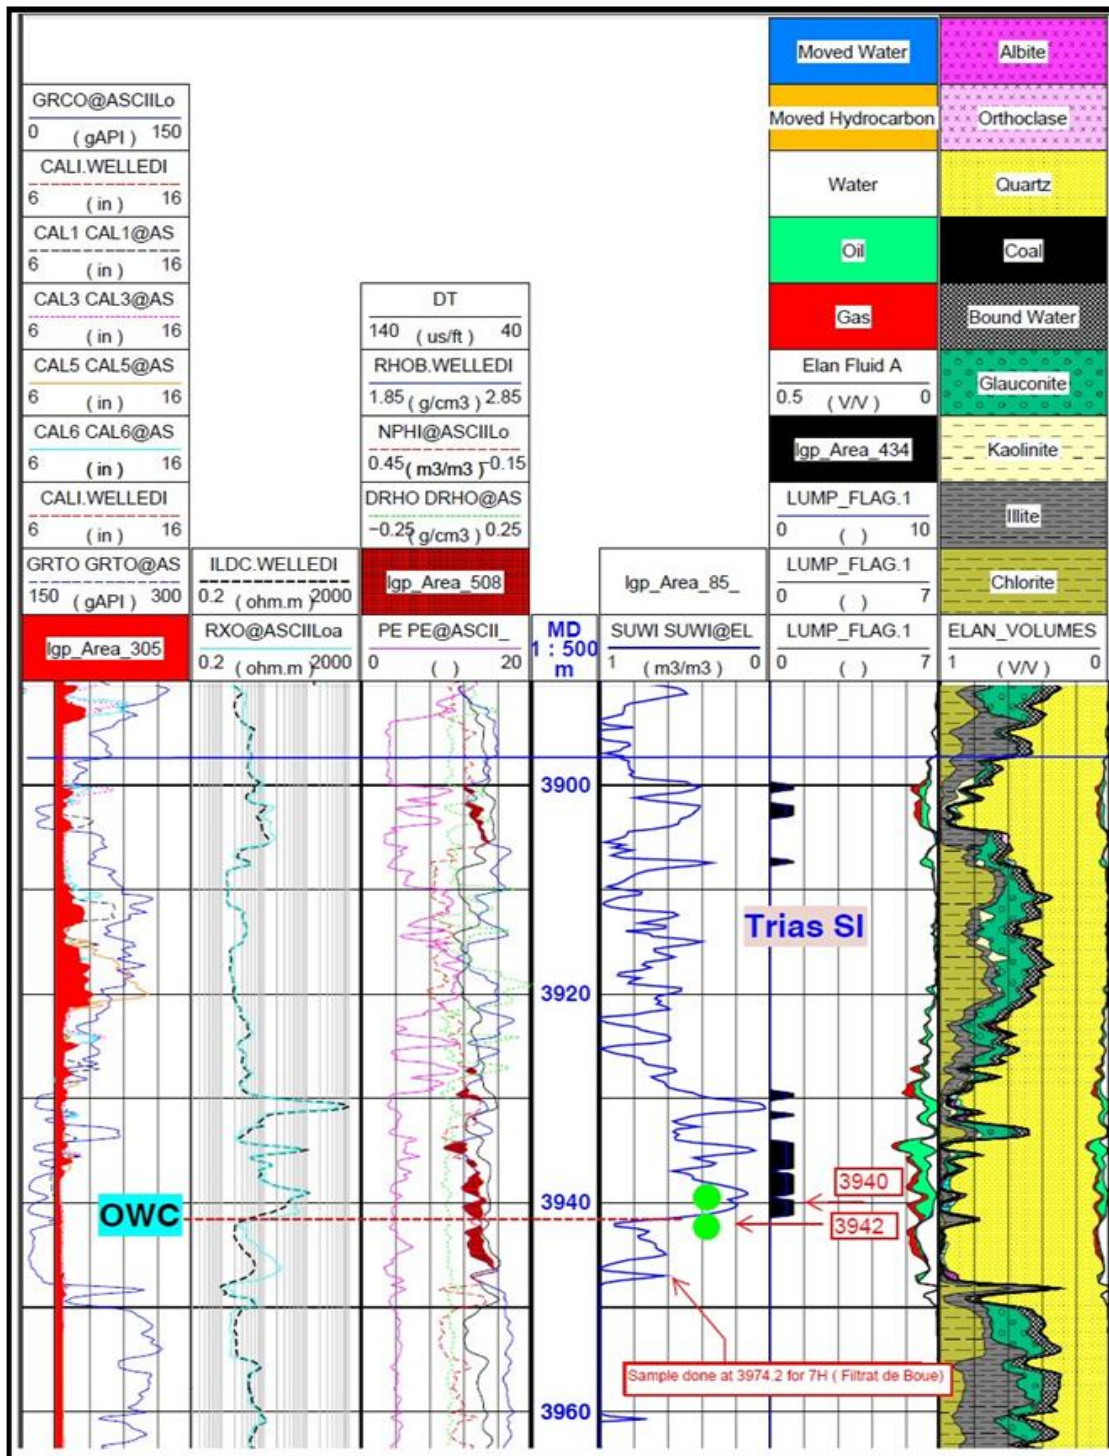 GRCO@ASCIILo
0 ( gAPI ) 150
CALI.WELLEDI
6 ( in ) 16
CAL1 CAL1@AS
6 ( in ) 16
CAL3 CAL3@AS
6 ( in ) 16
CAL5 CAL5@AS
6 ( in ) 16
CAL6 CAL6@AS
6 ( in ) 16
CALI.WELLEDI
6 ( in ) 16
GRTO GRTO@AS
150 ( gAPI ) 300
Igp_Area_305
ILDC.WELLEDI
0.2 ( ohm.m ) 2000
RXO@ASCIILoa
0.2 ( ohm.m ) 2000
DT
140 ( us/ft ) 40
RHOB.WELLEDI
1.85 ( g/cm3 ) 2.85
NPHI@ASCIILo
0.45 ( m3/m3 ) −0.15
DRHO DRHO@AS
−0.25 ( g/cm3 ) 0.25
Igp_Area_508
PE PE@ASCII_
0 ( ) 20
MD
1 : 500
m
Igp_Area_85_
SUWI SUWI@EL
1 ( m3/m3 ) 0
Moved Water
Moved Hydrocarbon
Water
Oil
Gas
Elan Fluid A
0.5 ( V/V ) 0
Igp_Area_434
LUMP_FLAG.1
0 ( ) 10
LUMP_FLAG.1
0 ( ) 7
LUMP_FLAG.1
0 ( ) 7
Albite
Orthoclase
Quartz
Coal
Bound Water
Glauconite
Kaolinite
Illite
Chlorite
ELAN_VOLUMES
1 ( V/V ) 0
3900
Trias SI
3920
3940
3940
OWC
3942
Sample done at 3974.2 for 7H ( Filtrat de Boue)
3960